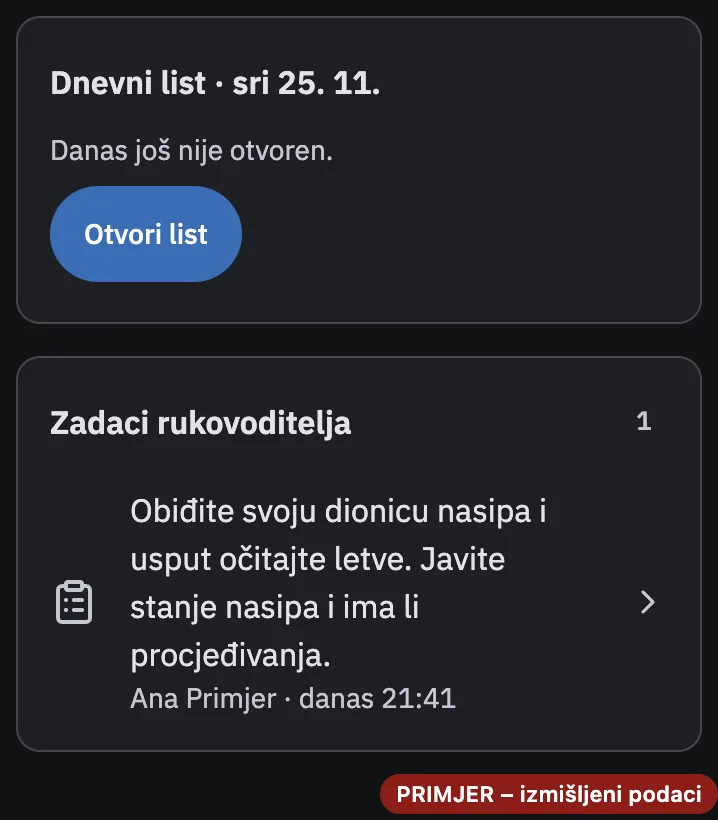 Dnevni list · sri 25. 11.
Danas još nije otvoren.
Otvori list
Zadaci rukovoditelja
1
Obiđite svoju dionicu nasipa i
usput očitajte letve. Javite
stanje nasipa i ima li
procjeđivanja.
Ana Primjer · danas 21:41
PRIMJER – izmišljeni podaci